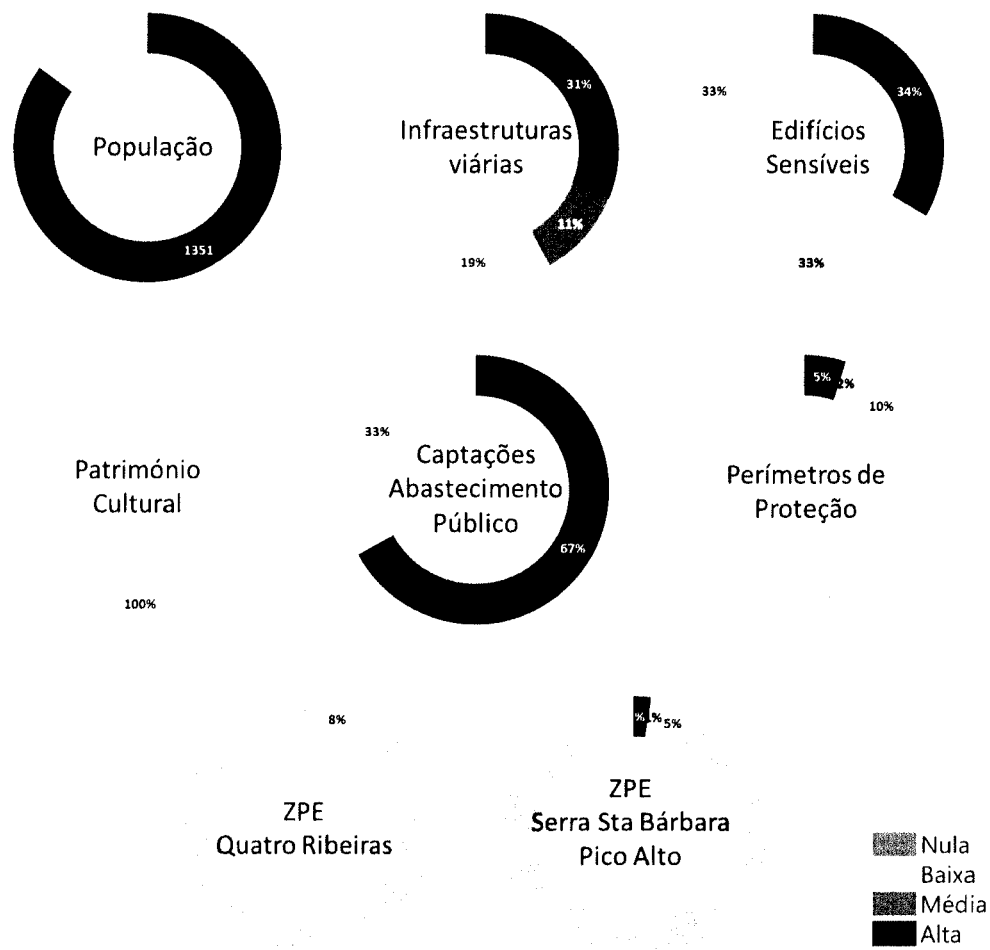 População
1351
Infraestruturas
viárias
31%
11%
19%
Edifícios
Sensíveis
34%
33%
33%
Património
Cultural
100%
Captações
Abastecimento
Público
67%
33%
Perímetros de
Proteção
5%
2%
10%
ZPE
Quatro Ribeiras
8%
ZPE
Serra Sta Bárbara
Pico Alto
%
1%
5%
Nula
Baixa
Média
Alta